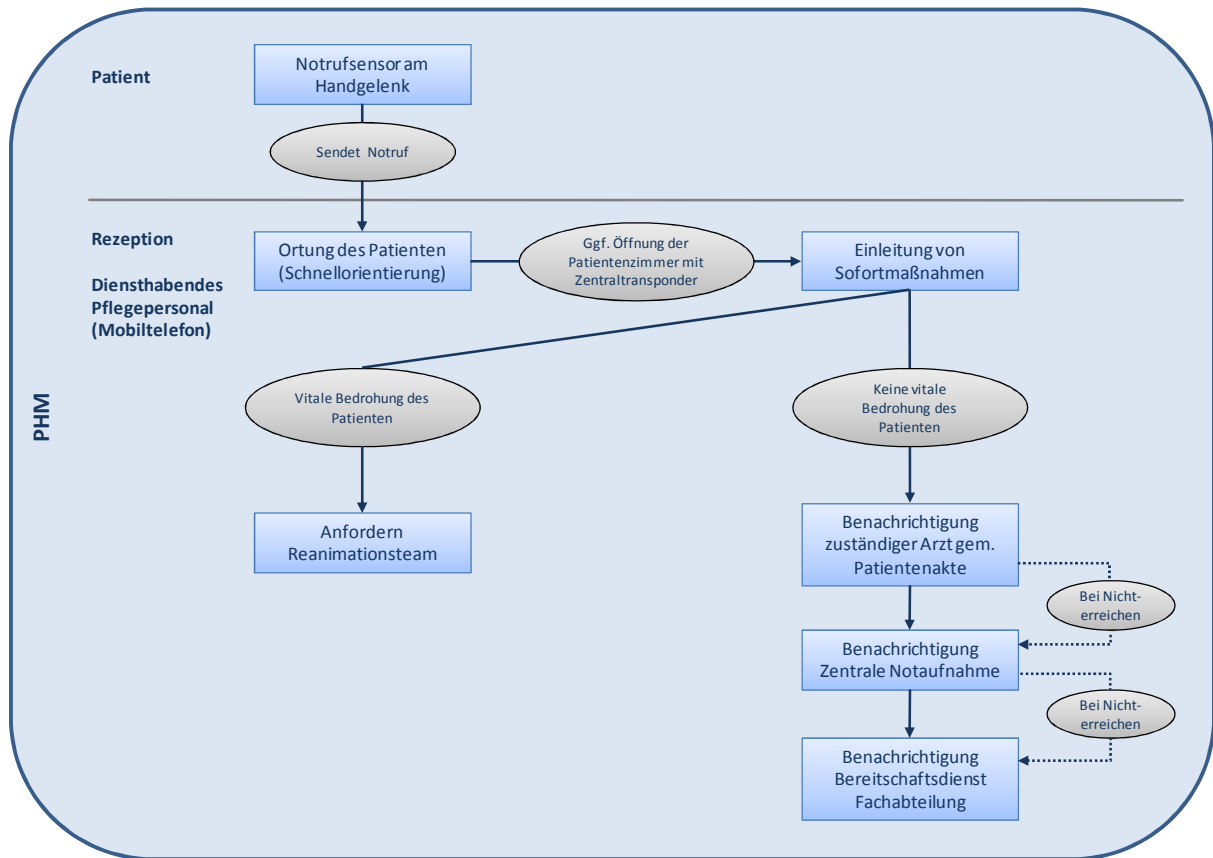 Patient
Notrufsensor am
Handgelenk
Sendet Notruf
Rezeption
Diensthabendes
Pflegepersonal
(Mobiltelefon)
Ortung des Patienten
(Schnellorientierung)
Ggf. Öffnung der
Patientenzimmer mit
Zentraltransponder
Einleitung von
Sofortmaßnahmen
PHM
Vitale Bedrohung des
Patienten
Keine vitale
Bedrohung des
Patienten
Anfordern
Reanimationsteam
Benachrichtigung
zuständiger Arzt gem.
Patientenakte
Bei Nicht-
erreichen
Benachrichtigung
Zentrale Notaufnahme
Bei Nicht-
erreichen
Benachrichtigung
Bereitschaftsdienst
Fachabteilung